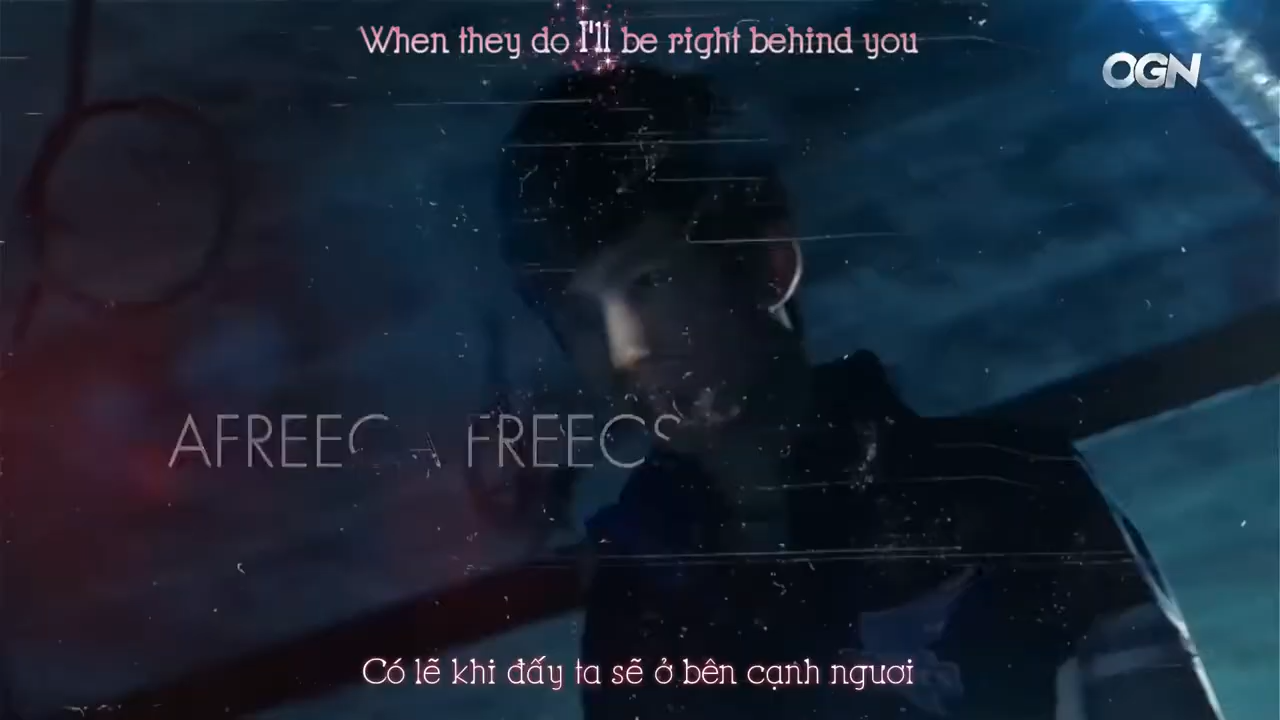 When they do I'll be right behind you
OGN
AFREECA FREECS
Có lẽ khi đấy ta sẽ ở bên cạnh ngươi